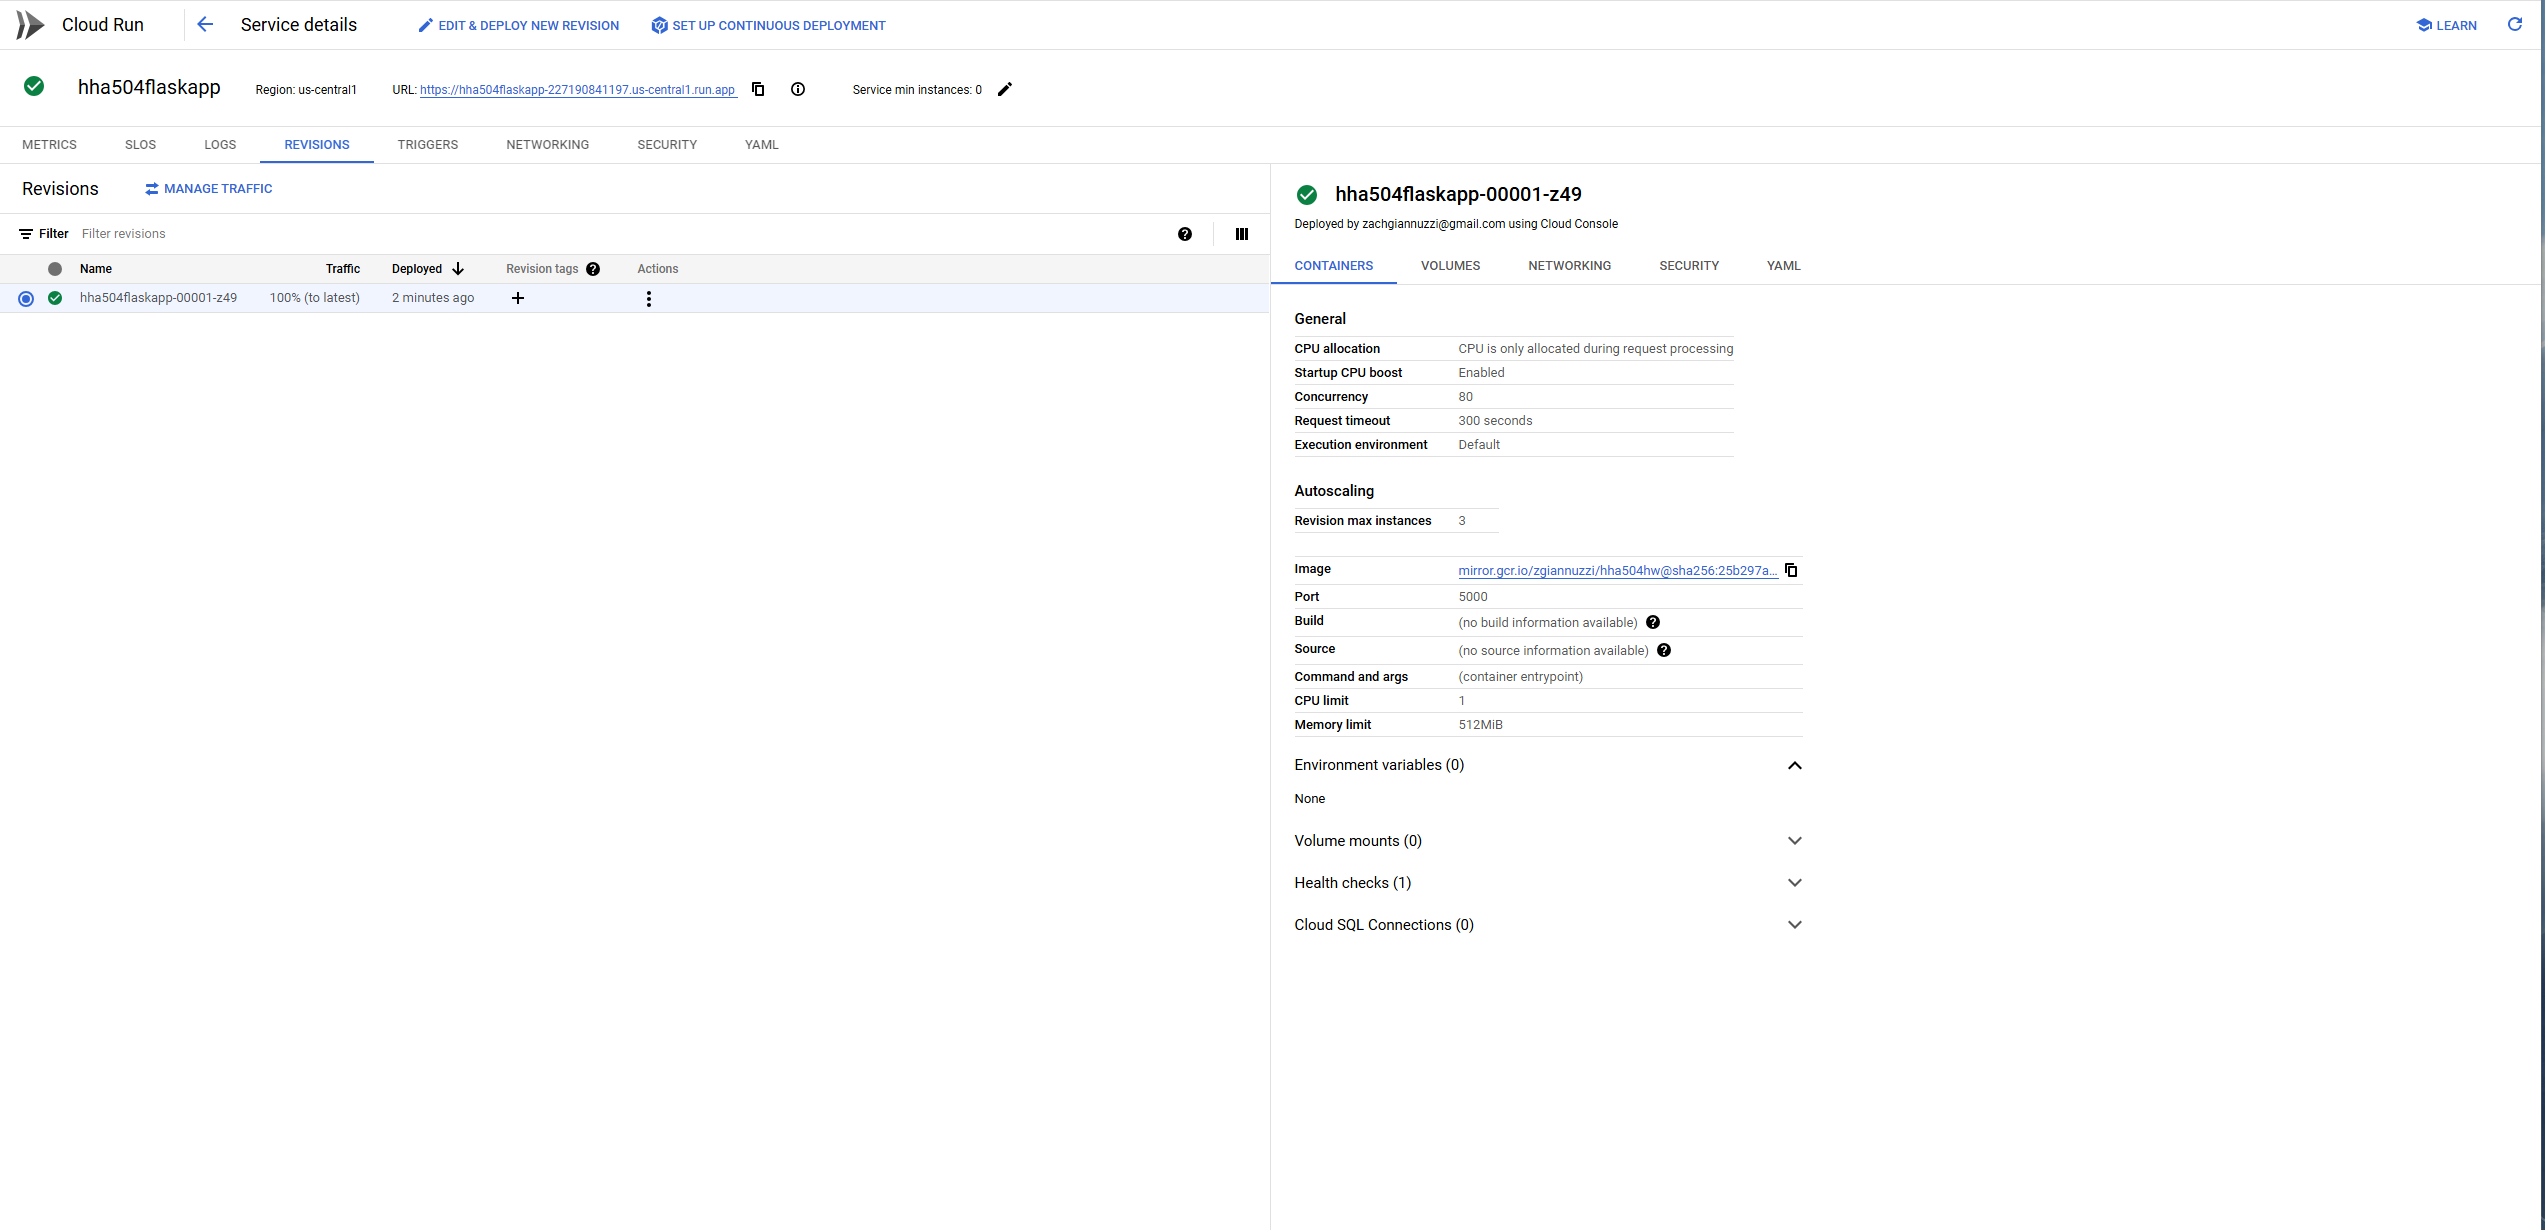 Cloud Run
Service details
EDIT & DEPLOY NEW REVISION
SET UP CONTINUOUS DEPLOYMENT
LEARN
hha504flaskapp
Region: us-central1
URL: https://hha504flaskapp-227190841197.us-central1.run.app
Service min instances: 0
METRICS SLOS LOGS REVISIONS TRIGGERS NETWORKING SECURITY YAML
Revisions
MANAGE TRAFFIC
Filter Filter revisions
Name Traffic Deployed Revision tags Actions
hha504flaskapp-00001-z49 100% (to latest) 2 minutes ago
hha504flaskapp-00001-z49
Deployed by zachgiannuzzi@gmail.com using Cloud Console
CONTAINERS VOLUMES NETWORKING SECURITY YAML
General
CPU allocation CPU is only allocated during request processing
Startup CPU boost Enabled
Concurrency 80
Request timeout 300 seconds
Execution environment Default
Autoscaling
Revision max instances 3
Image mirror.gcr.io/zgiannuzzi/hha504hw@sha256:25b297a...
Port 5000
Build (no build information available)
Source (no source information available)
Command and args (container entrypoint)
CPU limit 1
Memory limit 512MiB
Environment variables (0)
None
Volume mounts (0)
Health checks (1)
Cloud SQL Connections (0)